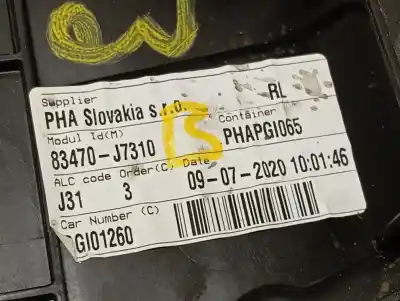 Supplier RL
PHA Slovakia s.r.o.
Modul Id(M) Container
83470-J7310 PHAPGI065
ALC code Order(C) Date
J31 3 09-07-2020 10:01:46
Car Number (C)
GI01260